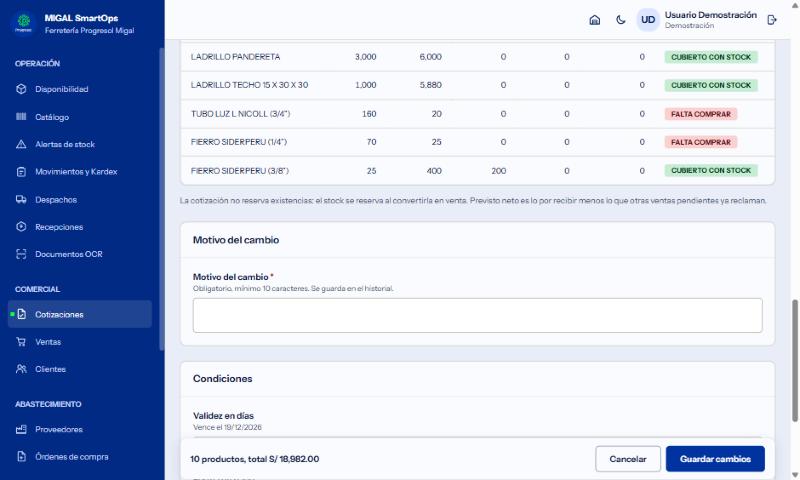 MIGAL SmartOps
Ferretería Progresol Migal
OPERACIÓN
Disponibilidad
Catálogo
Alertas de stock
Movimientos y Kardex
Despachos
Recepciones
Documentos OCR
COMERCIAL
Cotizaciones
Ventas
Clientes
ABASTECIMIENTO
Proveedores
Órdenes de compra
UD
Usuario Demostración
Demostración
LADRILLO PANDERETA 3,000 6,000 0 0 0 CUBIERTO CON STOCK
LADRILLO TECHO 15 X 30 X 30 1,000 5,880 0 0 0 CUBIERTO CON STOCK
TUBO LUZ L NICOLL (3/4") 160 20 0 0 0 FALTA COMPRAR
FIERRO SIDERPERU (1/4") 70 25 0 0 0 FALTA COMPRAR
FIERRO SIDERPERU (3/8") 25 400 200 0 0 CUBIERTO CON STOCK
La cotización no reserva existencias: el stock se reserva al convertirla en venta. Previsto neto es lo por recibir menos lo que otras ventas pendientes ya reclaman.
Motivo del cambio
Motivo del cambio *
Obligatorio, mínimo 10 caracteres. Se guarda en el historial.
Condiciones
Validez en días
Vence el 19/12/2026
10 productos, total S/ 18,982.00
Cancelar
Guardar cambios